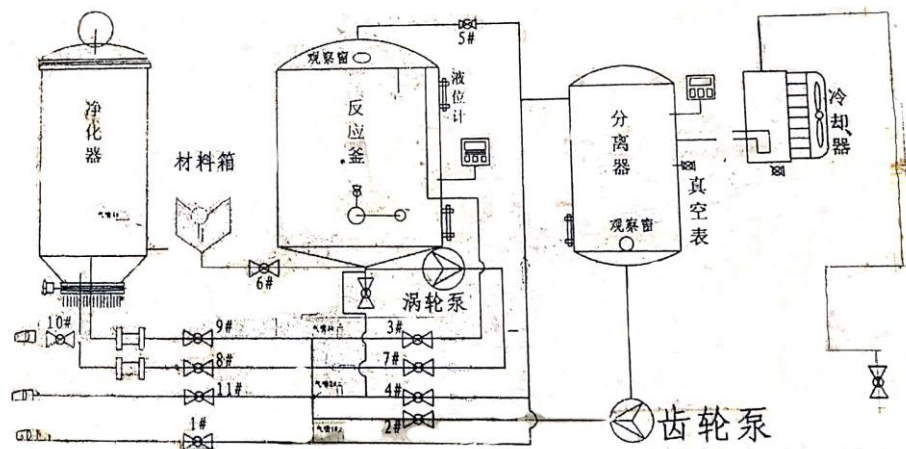 5#
观察窗
液位计
净化器
反应釜
分离器
冷却器
材料箱
真空表
观察窗
6#
涡轮泵
10#
9#
3#
8#
7#
11#
4#
1#
2#
齿轮泵